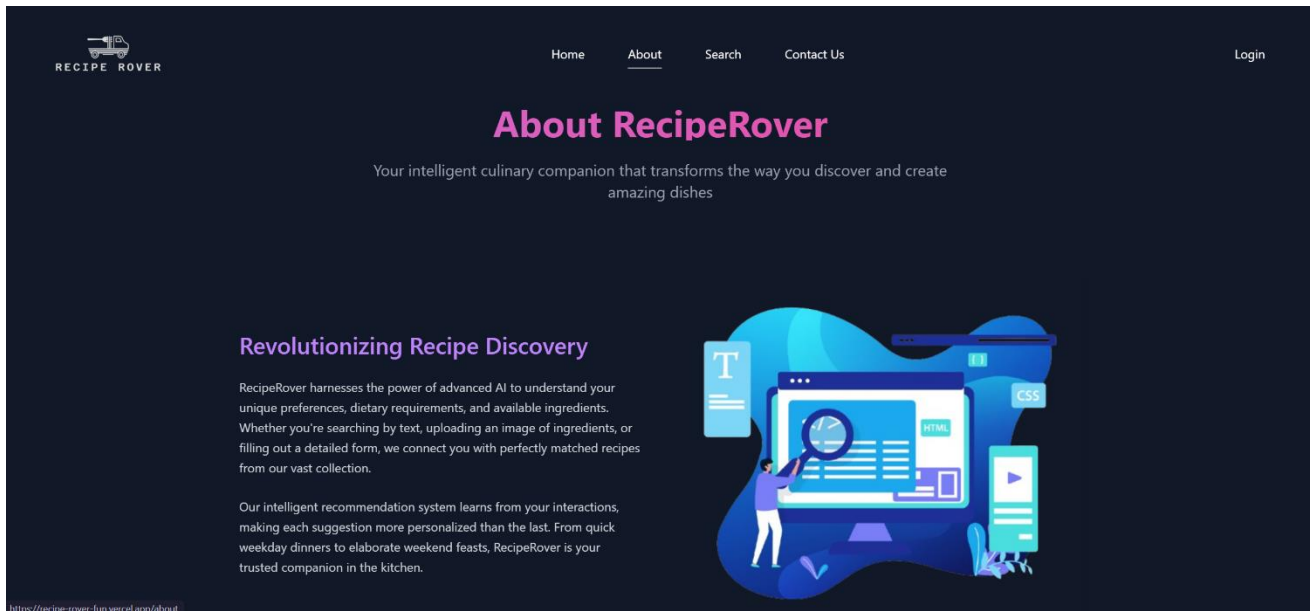 RECIPE ROVER
Home About Search Contact Us Login
About RecipeRover
Your intelligent culinary companion that transforms the way you discover and create
amazing dishes
Revolutionizing Recipe Discovery
RecipeRover harnesses the power of advanced AI to understand your
unique preferences, dietary requirements, and available ingredients.
Whether you're searching by text, uploading an image of ingredients, or
filling out a detailed form, we connect you with perfectly matched recipes
from our vast collection.
Our intelligent recommendation system learns from your interactions,
making each suggestion more personalized than the last. From quick
weekday dinners to elaborate weekend feasts, RecipeRover is your
trusted companion in the kitchen.
T
{ }
CSS
</>
HTML
https://recipe-rover-fun.vercel.app/about